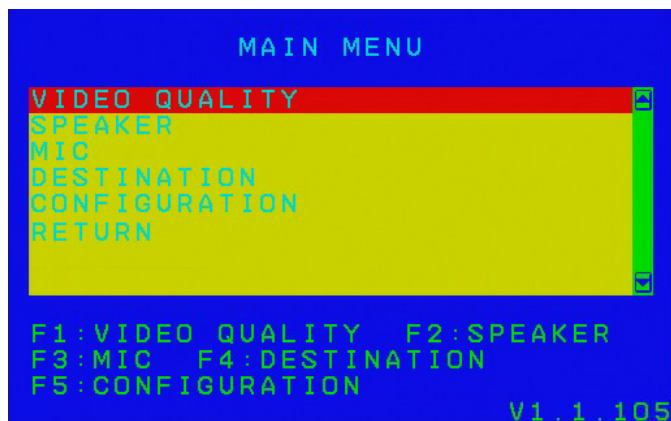 MAIN MENU
VIDEO QUALITY
SPEAKER
MIC
DESTINATION
CONFIGURATION
RETURN
F1:VIDEO QUALITY F2:SPEAKER
F3:MIC F4:DESTINATION
F5:CONFIGURATION
V1.1.105